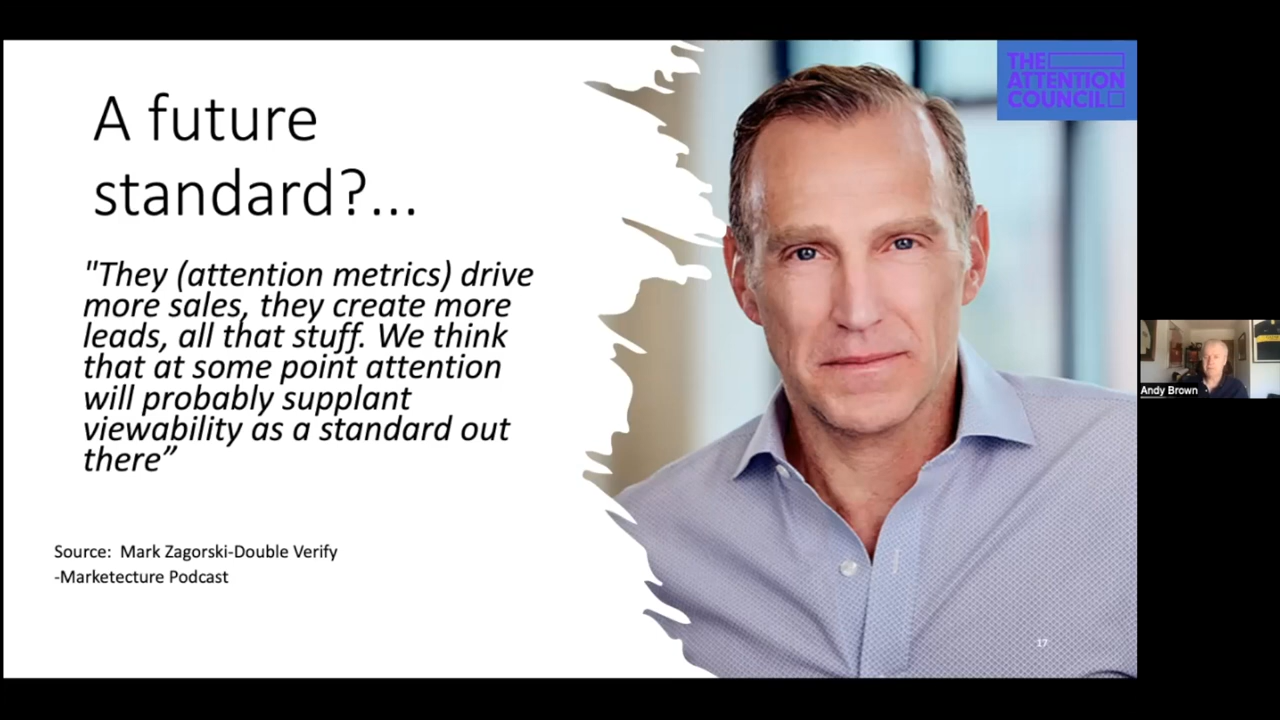 A future
standard?...
"They (attention metrics) drive
more sales, they create more
leads, all that stuff. We think
that at some point attention
will probably supplant
viewability as a standard out
there”
Source:  Mark Zagorski-Double Verify
-Marketecture Podcast
THE
ATTENTION
COUNCIL
17
Andy Brown